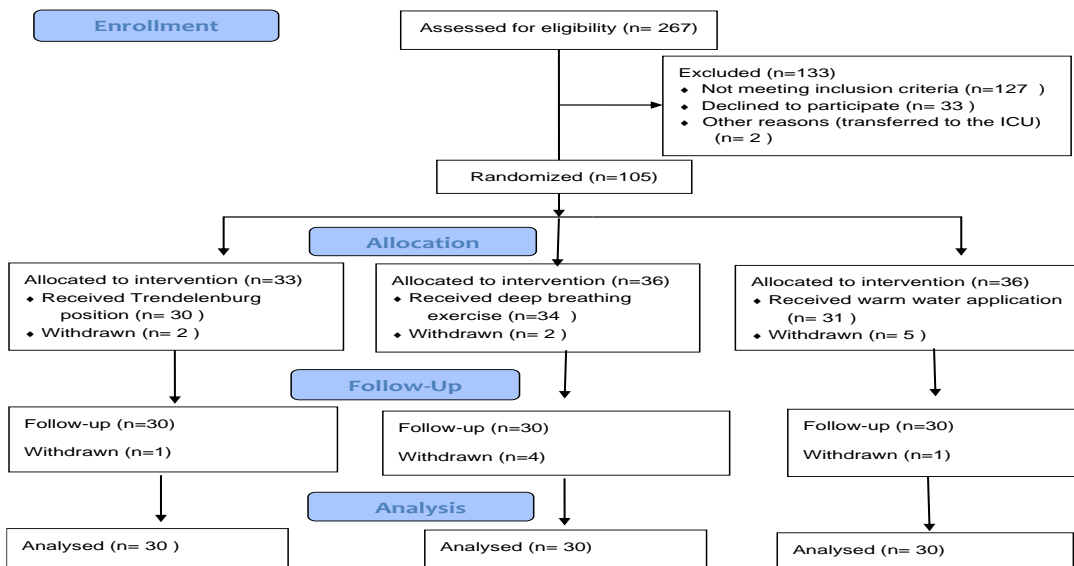 Enrollment
Assessed for eligibility (n= 267)
Excluded (n=133)
♦ Not meeting inclusion criteria (n=127 )
♦ Declined to participate (n= 33 )
♦ Other reasons (transferred to the ICU)
(n= 2 )
Randomized (n=105)
Allocation
Allocated to intervention (n=33)
♦ Received Trendelenburg
position (n= 30 )
♦ Withdrawn (n= 2 )
Allocated to intervention (n=36)
♦ Received deep breathing
exercise (n=34 )
♦ Withdrawn (n= 2 )
Allocated to intervention (n=36)
♦ Received warm water application
(n= 31 )
♦ Withdrawn (n= 5 )
Follow-Up
Follow-up (n=30)
Withdrawn (n=1)
Follow-up (n=30)
Withdrawn (n=4)
Follow-up (n=30)
Withdrawn (n=1)
Analysis
Analysed (n= 30 )
Analysed (n= 30)
Analysed (n= 30)